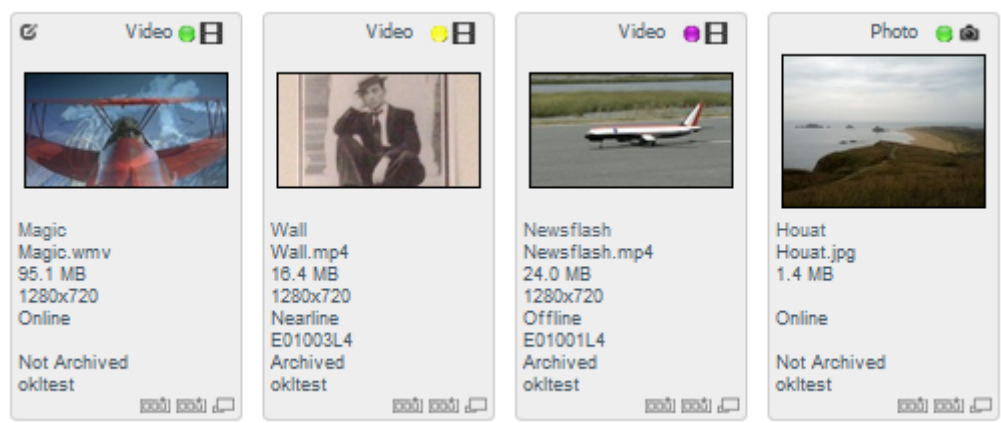 Video
Magic
Magic.wmv
95.1 MB
1280x720
Online
Not Archived
okltest
Video
Wall
Wall.mp4
16.4 MB
1280x720
Nearline
E01003L4
Archived
okltest
Video
Newsflash
Newsflash.mp4
24.0 MB
1280x720
Offline
E01001L4
Archived
okltest
Photo
Houat
Houat.jpg
1.4 MB
Online
Not Archived
okltest